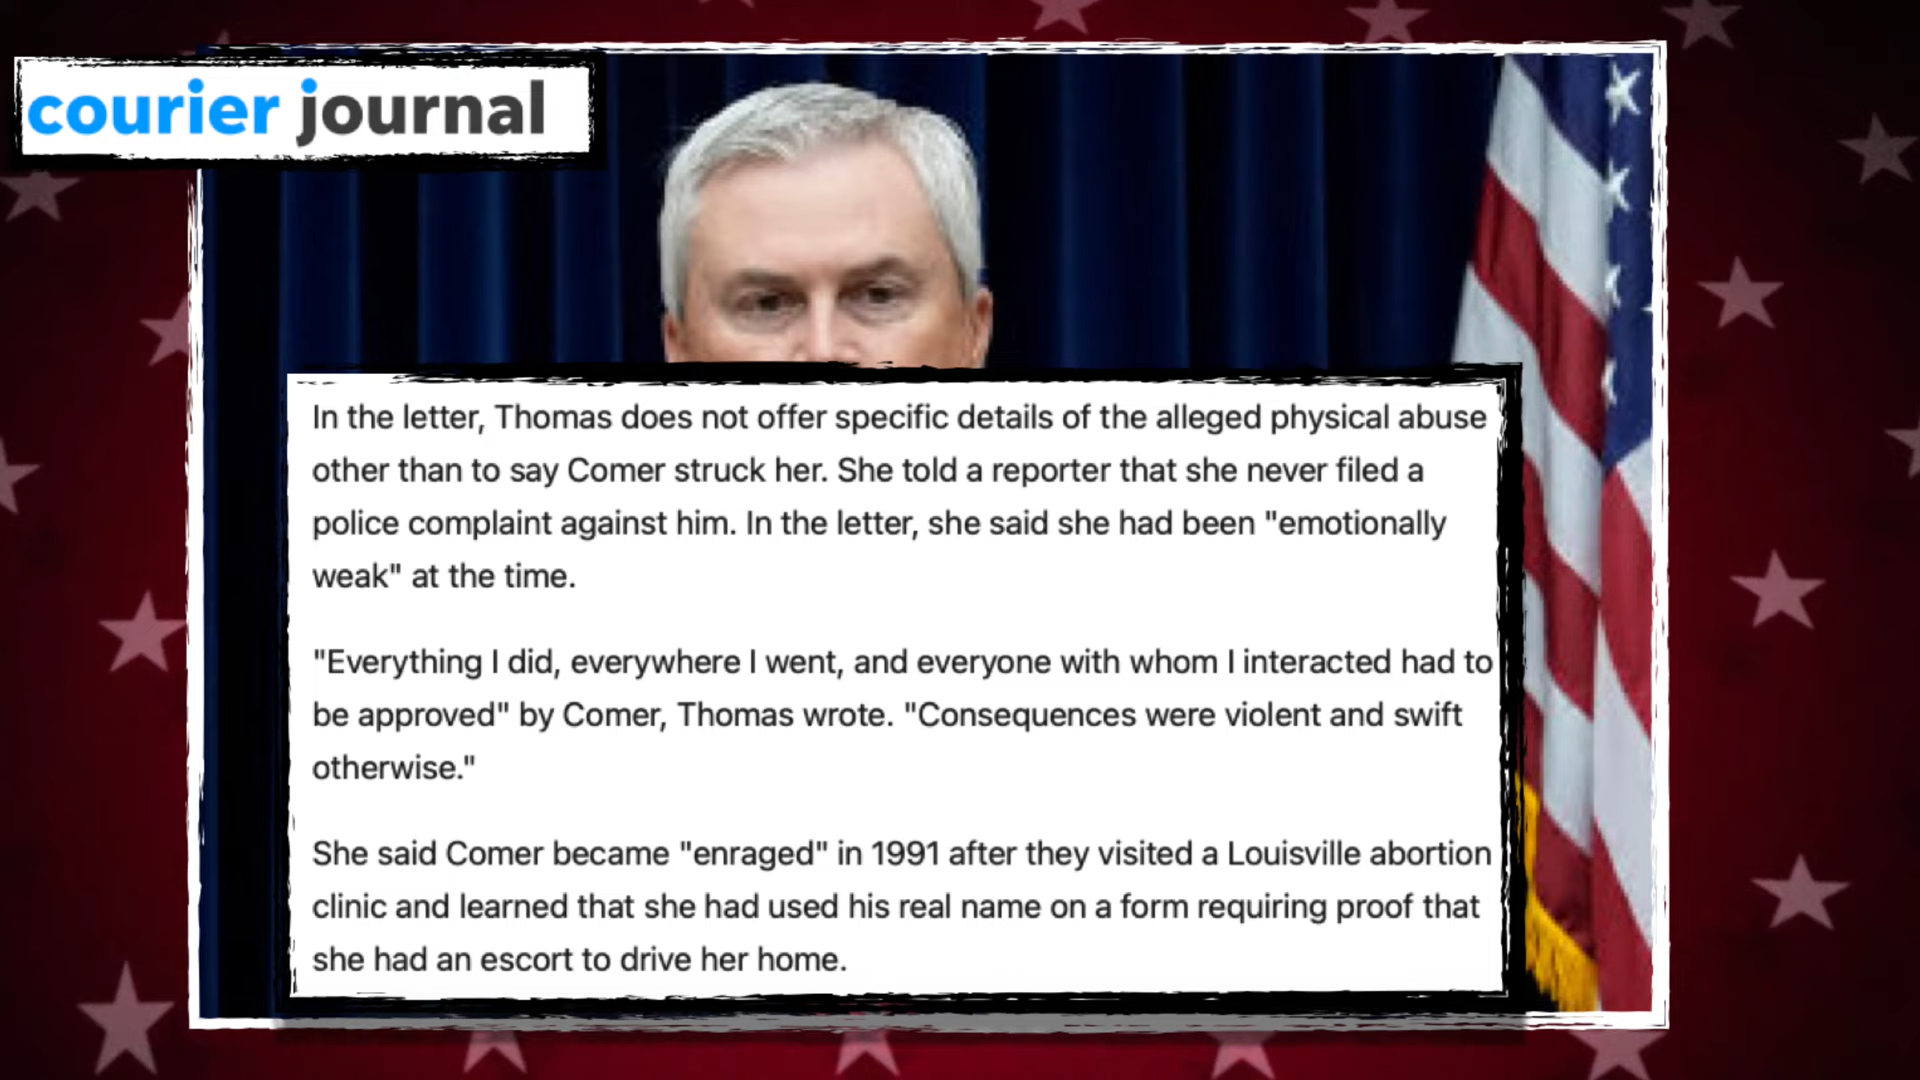 courier journal
In the letter, Thomas does not offer specific details of the alleged physical abuse
other than to say Comer struck her. She told a reporter that she never filed a
police complaint against him. In the letter, she said she had been "emotionally
weak" at the time.
"Everything I did, everywhere I went, and everyone with whom I interacted had to
be approved" by Comer, Thomas wrote. "Consequences were violent and swift
otherwise."
She said Comer became "enraged" in 1991 after they visited a Louisville abortion
clinic and learned that she had used his real name on a form requiring proof that
she had an escort to drive her home.